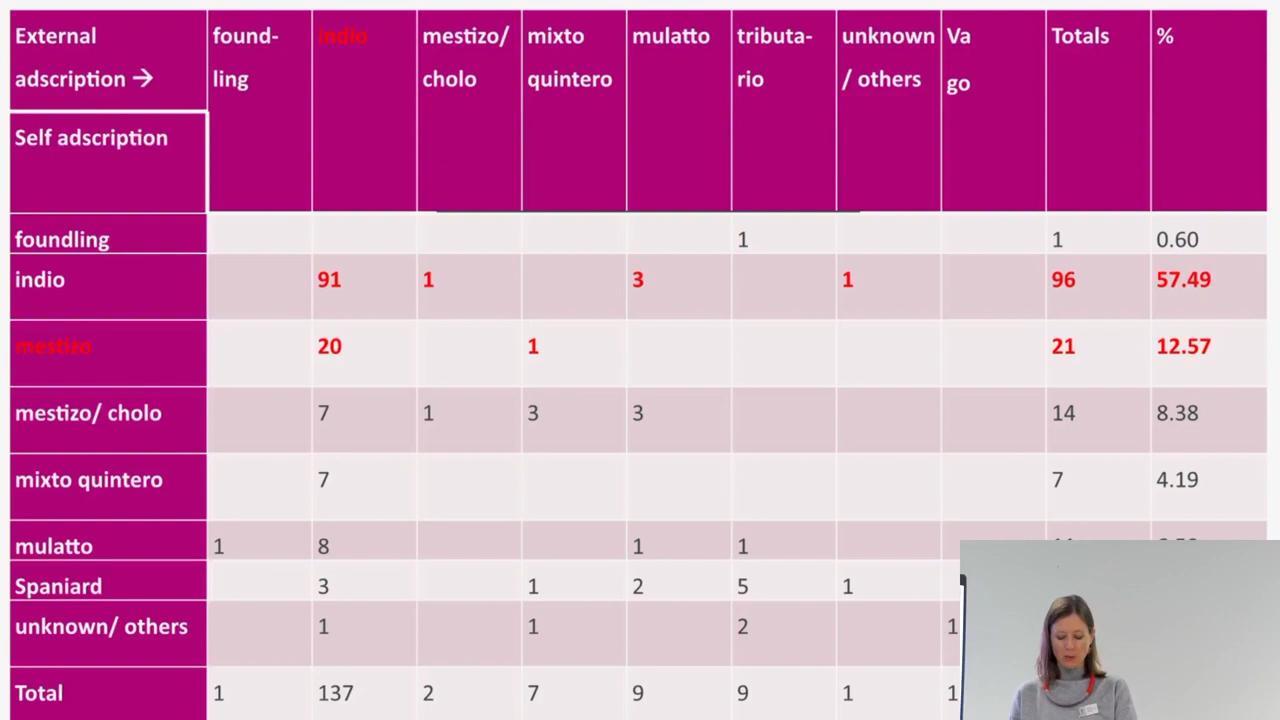 External adscription → found-ling indio mestizo/ cholo mixto quintero mulatto tributa-rio unknown / others Va go Totals %
Self adscription
foundling 1 1 0.60
indio 91 1 3 1 96 57.49
mestizo 20 1 21 12.57
mestizo/ cholo 7 1 3 3 14 8.38
mixto quintero 7 7 4.19
mulatto 1 8 1 1
Spaniard 3 1 2 5 1
unknown/ others 1 1 2 1
Total 1 137 2 7 9 9 1 1